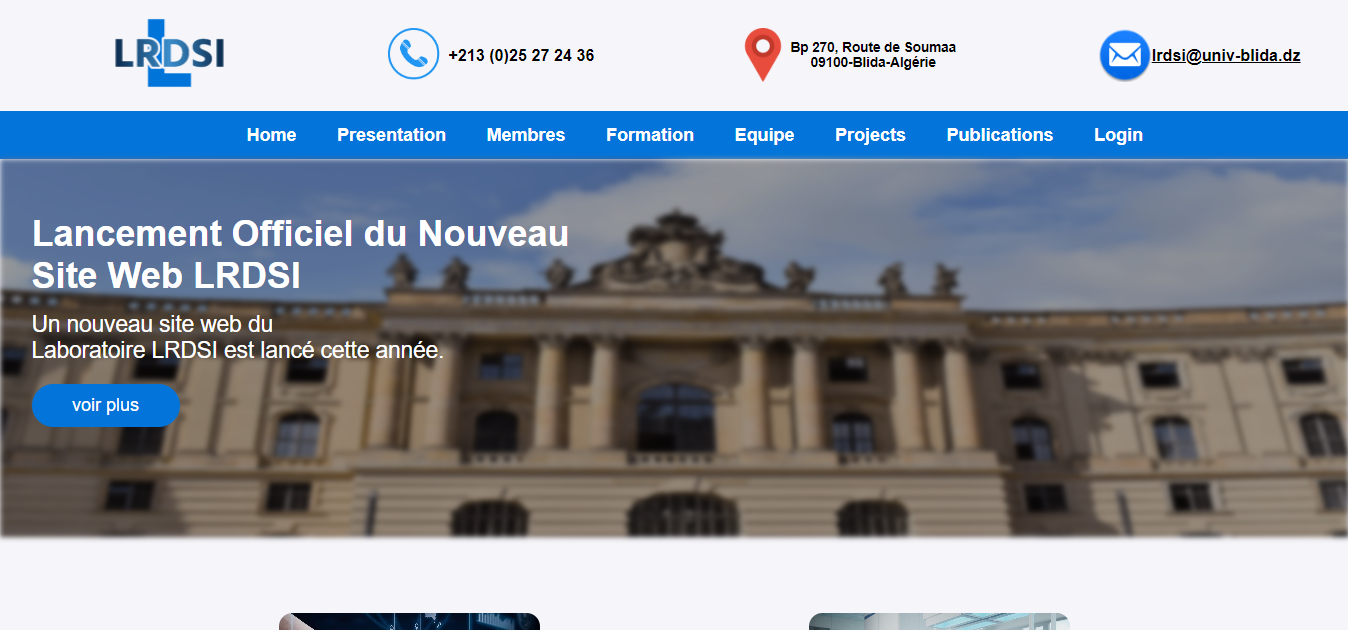 LRDSI
+213 (0)25 27 24 36
Bp 270, Route de Soumaa
09100-Blida-Algérie
lrdsi@univ-blida.dz
Home Presentation Membres Formation Equipe Projects Publications Login
Lancement Officiel du Nouveau
Site Web LRDSI
Un nouveau site web du
Laboratoire LRDSI est lancé cette année.
voir plus